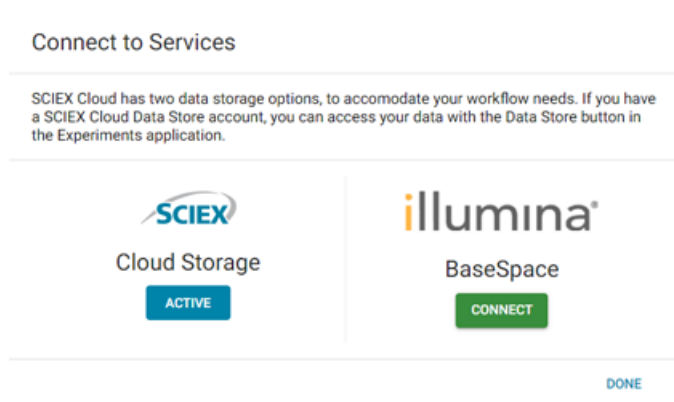 Connect to Services
SCIEX Cloud has two data storage options, to accomodate your workflow needs. If you have
a SCIEX Cloud Data Store account, you can access your data with the Data Store button in
the Experiments application.
SCIEX
Cloud Storage
ACTIVE
illumina®
BaseSpace
CONNECT
DONE